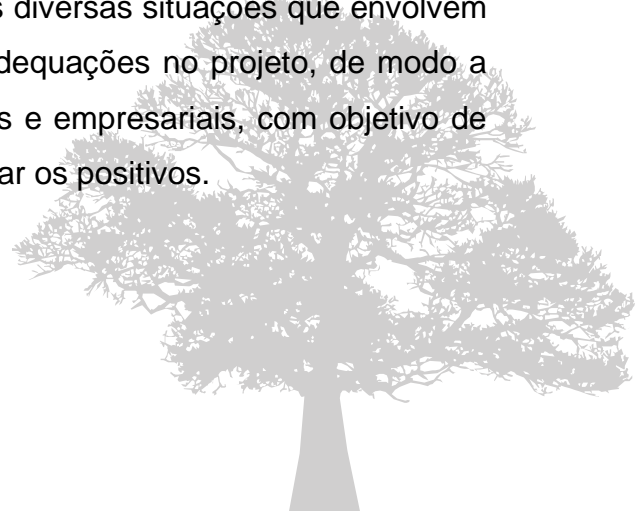 diversas situações que envolvem
dequações no projeto, de modo a
s e empresariais, com objetivo de
ar os positivos.